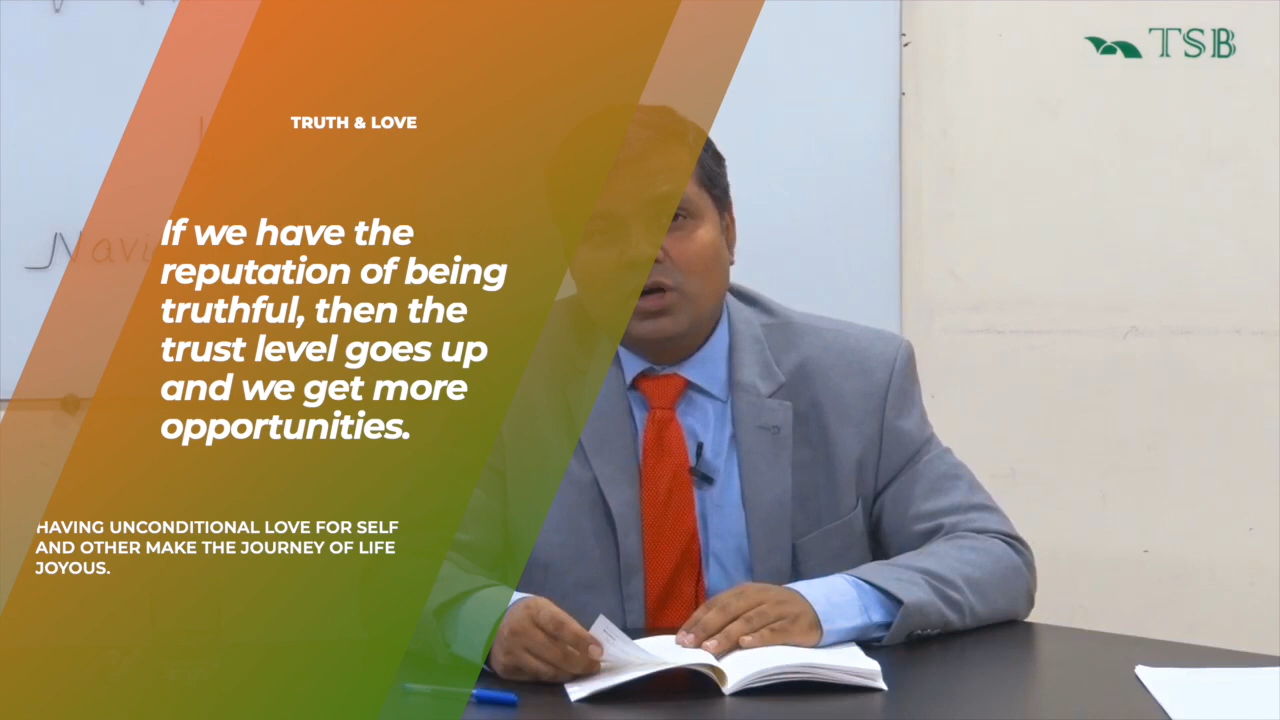 TSB
TRUTH & LOVE
If we have the
reputation of being
truthful, then the
trust level goes up
and we get more
opportunities.
HAVING UNCONDITIONAL LOVE FOR SELF
AND OTHER MAKE THE JOURNEY OF LIFE
JOYOUS.